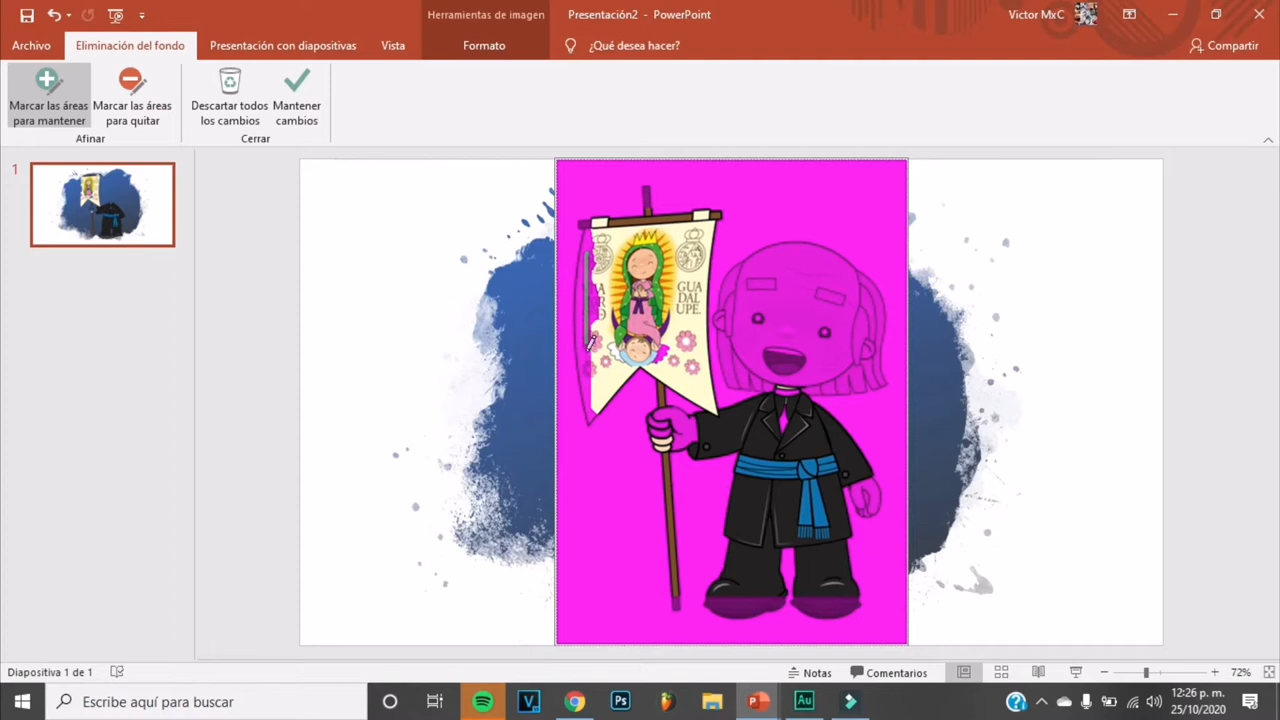 Herramientas de imagen
Presentación2 - PowerPoint
Victor MxC
Archivo
Eliminación del fondo
Presentación con diapositivas
Vista
Formato
¿Qué desea hacer?
Compartir
Marcar las áreas para mantener
Marcar las áreas para quitar
Descartar todos los cambios
Mantener cambios
Afinar
Cerrar
1
GUA
DAL
UPE.
Diapositiva 1 de 1
Notas
Comentarios
72%
Escribe aquí para buscar
V
Ps
Au
12:26 p. m.
25/10/2020